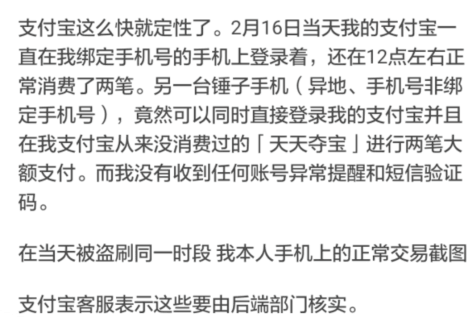 支付宝这么快就定性了。2月16日当天我的支付宝一
直在我绑定手机号的手机上登录着，还在12点左右正
常消费了两笔。另一台锤子手机（异地、手机号非绑
定手机号），竟然可以同时直接登录我的支付宝并且
在我支付宝从来没消费过的「天天夺宝」进行两笔大
额支付。而我没有收到任何账号异常提醒和短信验证
码。
在当天被盗刷同一时段 我本人手机上的正常交易截图
支付宝客服表示这些要由后端部门核实。